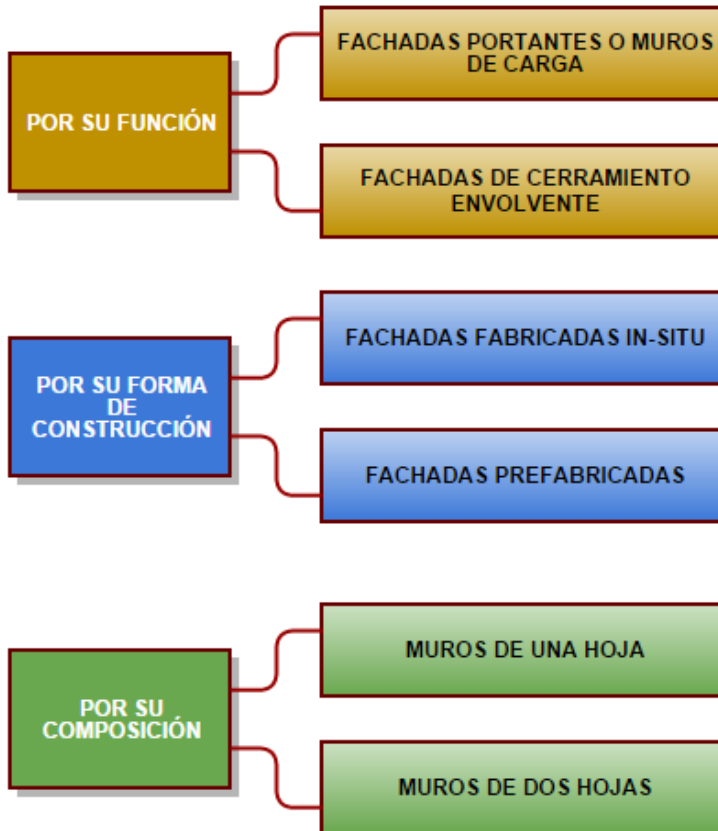 POR SU FUNCIÓN
FACHADAS PORTANTES O MUROS
DE CARGA
FACHADAS DE CERRAMIENTO
ENVOLVENTE
POR SU FORMA
DE
CONSTRUCCIÓN
FACHADAS FABRICADAS IN-SITU
FACHADAS PREFABRICADAS
POR SU
COMPOSICIÓN
MUROS DE UNA HOJA
MUROS DE DOS HOJAS